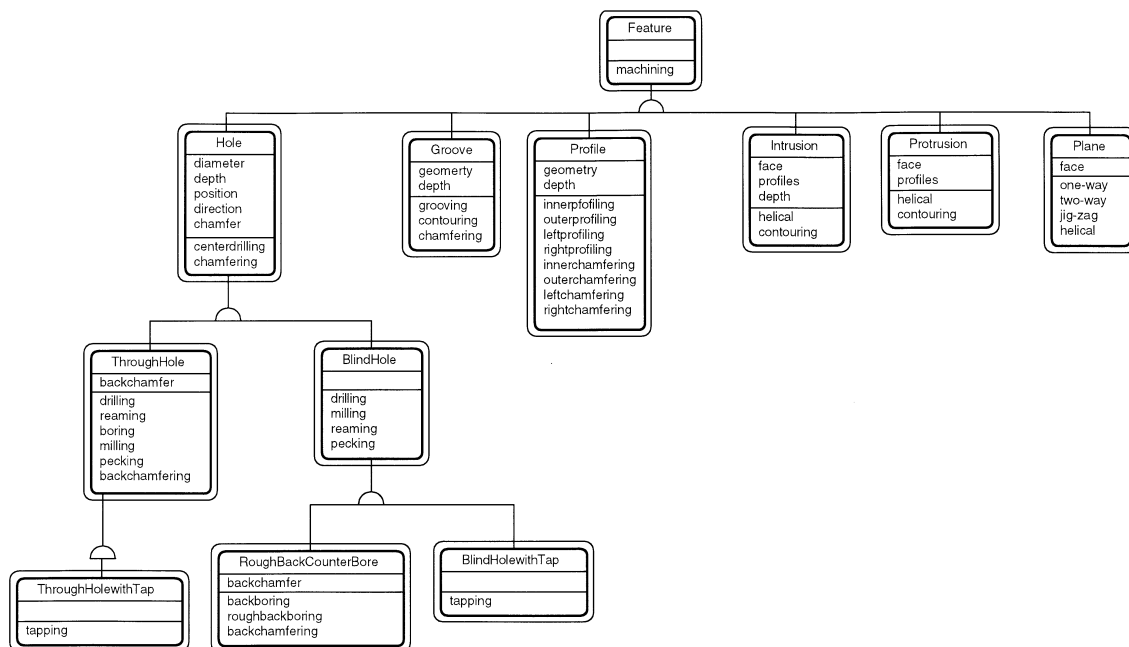 Feature
machining
Hole
diameter
depth
position
direction
chamfer
centerdrilling
chamfering
Groove
geomerty
depth
grooving
contouring
chamfering
Profile
geometry
depth
innerpfofiling
outerprofiling
leftprofiling
rightprofiling
innerchamfering
outerchamfering
leftchamfering
rightchamfering
Intrusion
face
profiles
depth
helical
contouring
Protrusion
face
profiles
helical
contouring
Plane
face
one-way
two-way
jig-zag
helical
ThroughHole
backchamfer
drilling
reaming
boring
milling
pecking
backchamfering
BlindHole
drilling
milling
reaming
pecking
ThroughHolewithTap
tapping
RoughBackCounterBore
backchamfer
backboring
roughbackboring
backchamfering
BlindHolewithTap
tapping